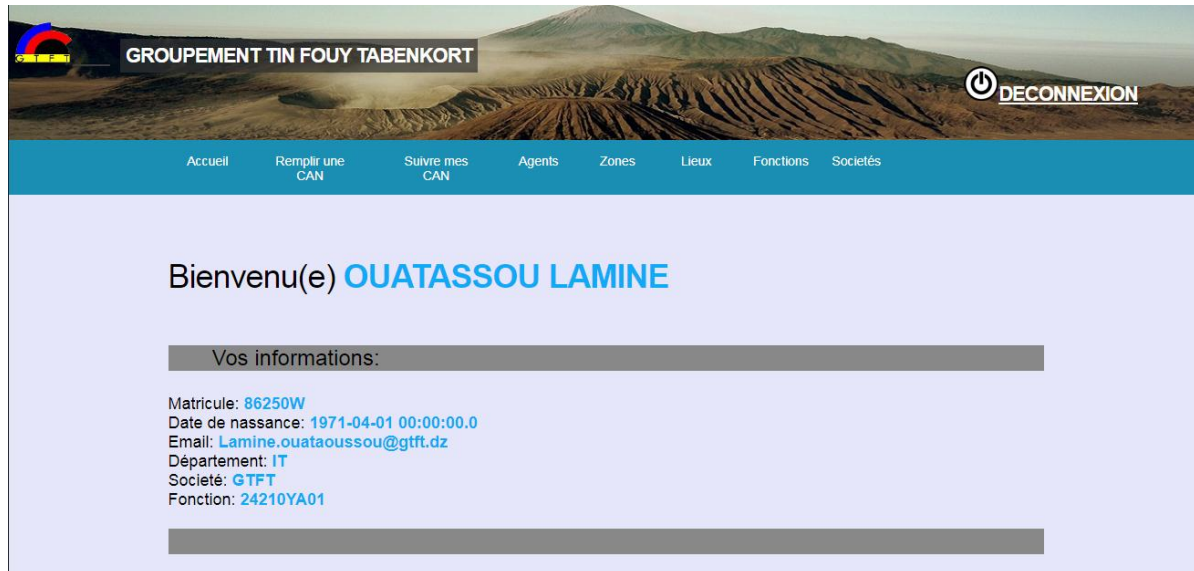 G T F T
GROUPEMENT TIN FOUY TABENKORT
DECONNEXION
Accueil
Remplir une
CAN
Suivre mes
CAN
Agents
Zones
Lieux
Fonctions
Societés
Bienvenu(e) OUATASSOU LAMINE
Vos informations:
Matricule: 86250W
Date de nassance: 1971-04-01 00:00:00.0
Email: Lamine.ouataoussou@gtft.dz
Département: IT
Societé: GTFT
Fonction: 24210YA01